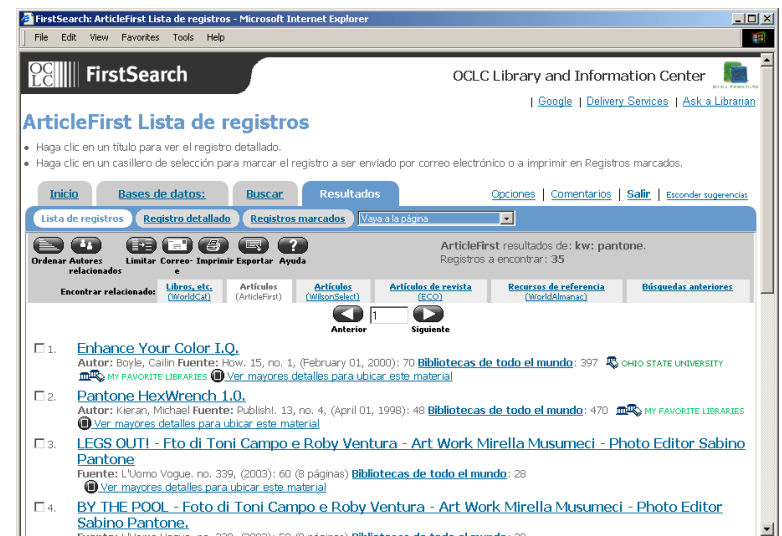 FirstSearch: ArticleFirst Lista de registros - Microsoft Internet Explorer
File Edit View Favorites Tools Help
OCLC FirstSearch OCLC Library and Information Center
| Google | Delivery Services | Ask a Librarian
ArticleFirst Lista de registros
• Haga clic en un título para ver el registro detallado.
• Haga clic en un casillero de selección para marcar el registro a ser enviado por correo electrónico o a imprimir en Registros marcados.
Inicio Bases de datos: Buscar Resultados Opciones | Comentarios | Salir | Esconder sugerencias
Lista de registros Registro detallado Registros marcados Vaya a la página
Ordenar Autores relacionados Limitar Correo-e Imprimir Exportar Ayuda
ArticleFirst resultados de: kw: pantone.
Registros a encontrar: 35
Encontrar relacionado: Libros, etc. (WorldCat) Artículos (ArticleFirst) Artículos (WilsonSelect) Artículos de revista (ECO) Recursos de referencia (WorldAlmanac) Búsquedas anteriores
1
Anterior Siguiente
1. Enhance Your Color I.Q.
Autor: Boyle, Cailin Fuente: How. 15, no. 1, (February 01, 2000): 70 Bibliotecas de todo el mundo: 397 OHIO STATE UNIVERSITY
MY FAVORITE LIBRARIES Ver mayores detalles para ubicar este material
2. Pantone HexWrench 1.0.
Autor: Kieran, Michael Fuente: Publish!. 13, no. 4, (April 01, 1998): 48 Bibliotecas de todo el mundo: 470 MY FAVORITE LIBRARIES
Ver mayores detalles para ubicar este material
3. LEGS OUT! - Fto di Toni Campo e Roby Ventura - Art Work Mirella Musumeci - Photo Editor Sabino
Pantone
Fuente: L'Uomo Vogue. no. 339, (2003): 60 (8 páginas) Bibliotecas de todo el mundo: 28
Ver mayores detalles para ubicar este material
4. BY THE POOL - Foto di Toni Campo e Roby Ventura - Art Work Mirella Musumeci - Photo Editor
Sabino Pantone.